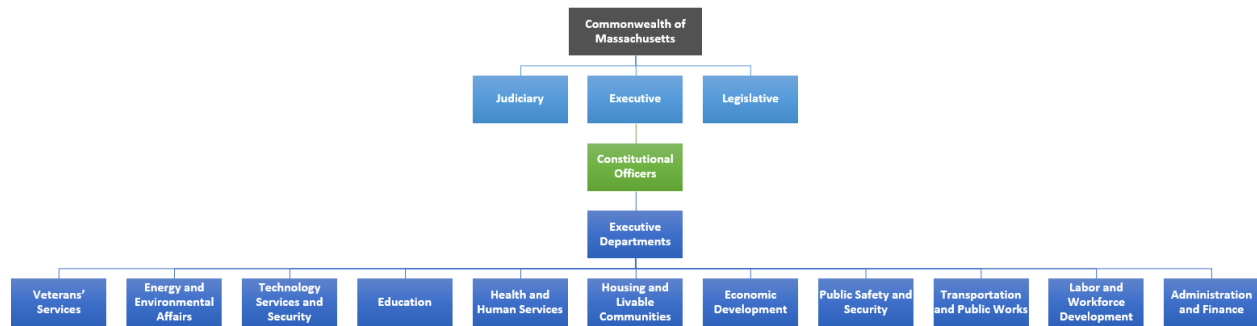 Commonwealth of
Massachusetts
Judiciary
Executive
Legislative
Constitutional
Officers
Executive
Departments
Veterans’
Services
Energy and
Environmental
Affairs
Technology
Services and
Security
Education
Health and
Human Services
Housing and
Livable
Communities
Economic
Development
Public Safety and
Security
Transportation
and Public Works
Labor and
Workforce
Development
Administration
and Finance